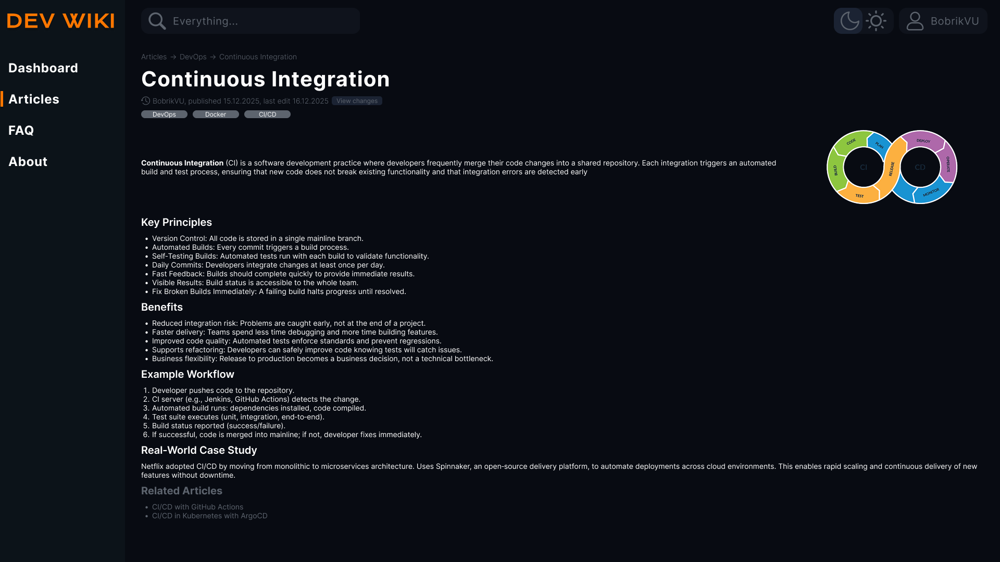 DEV WIKI
Everything...
BobrikVU
Dashboard
Articles
FAQ
About
Articles → DevOps → Continuous Integration
Continuous Integration
BobrikVU, published 15.12.2025, last edit 16.12.2025 View changes
DevOps Docker CI/CD
Continuous Integration (CI) is a software development practice where developers frequently merge their code changes into a shared repository. Each integration triggers an automated
build and test process, ensuring that new code does not break existing functionality and that integration errors are detected early
CODE
PLAN
BUILD
CI
TEST
RELEASE
DEPLOY
OPERATE
CD
MONITOR
Key Principles
• Version Control: All code is stored in a single mainline branch.
• Automated Builds: Every commit triggers a build process.
• Self-Testing Builds: Automated tests run with each build to validate functionality.
• Daily Commits: Developers integrate changes at least once per day.
• Fast Feedback: Builds should complete quickly to provide immediate results.
• Visible Results: Build status is accessible to the whole team.
• Fix Broken Builds Immediately: A failing build halts progress until resolved.
Benefits
• Reduced integration risk: Problems are caught early, not at the end of a project.
• Faster delivery: Teams spend less time debugging and more time building features.
• Improved code quality: Automated tests enforce standards and prevent regressions.
• Supports refactoring: Developers can safely improve code knowing tests will catch issues.
• Business flexibility: Release to production becomes a business decision, not a technical bottleneck.
Example Workflow
1. Developer pushes code to the repository.
2. CI server (e.g., Jenkins, GitHub Actions) detects the change.
3. Automated build runs: dependencies installed, code compiled.
4. Test suite executes (unit, integration, end-to-end).
5. Build status reported (success/failure).
6. If successful, code is merged into mainline; if not, developer fixes immediately.
Real-World Case Study
Netflix adopted CI/CD by moving from monolithic to microservices architecture. Uses Spinnaker, an open-source delivery platform, to automate deployments across cloud environments. This enables rapid scaling and continuous delivery of new
features without downtime.
Related Articles
• CI/CD with GitHub Actions
• CI/CD in Kubernetes with ArgoCD